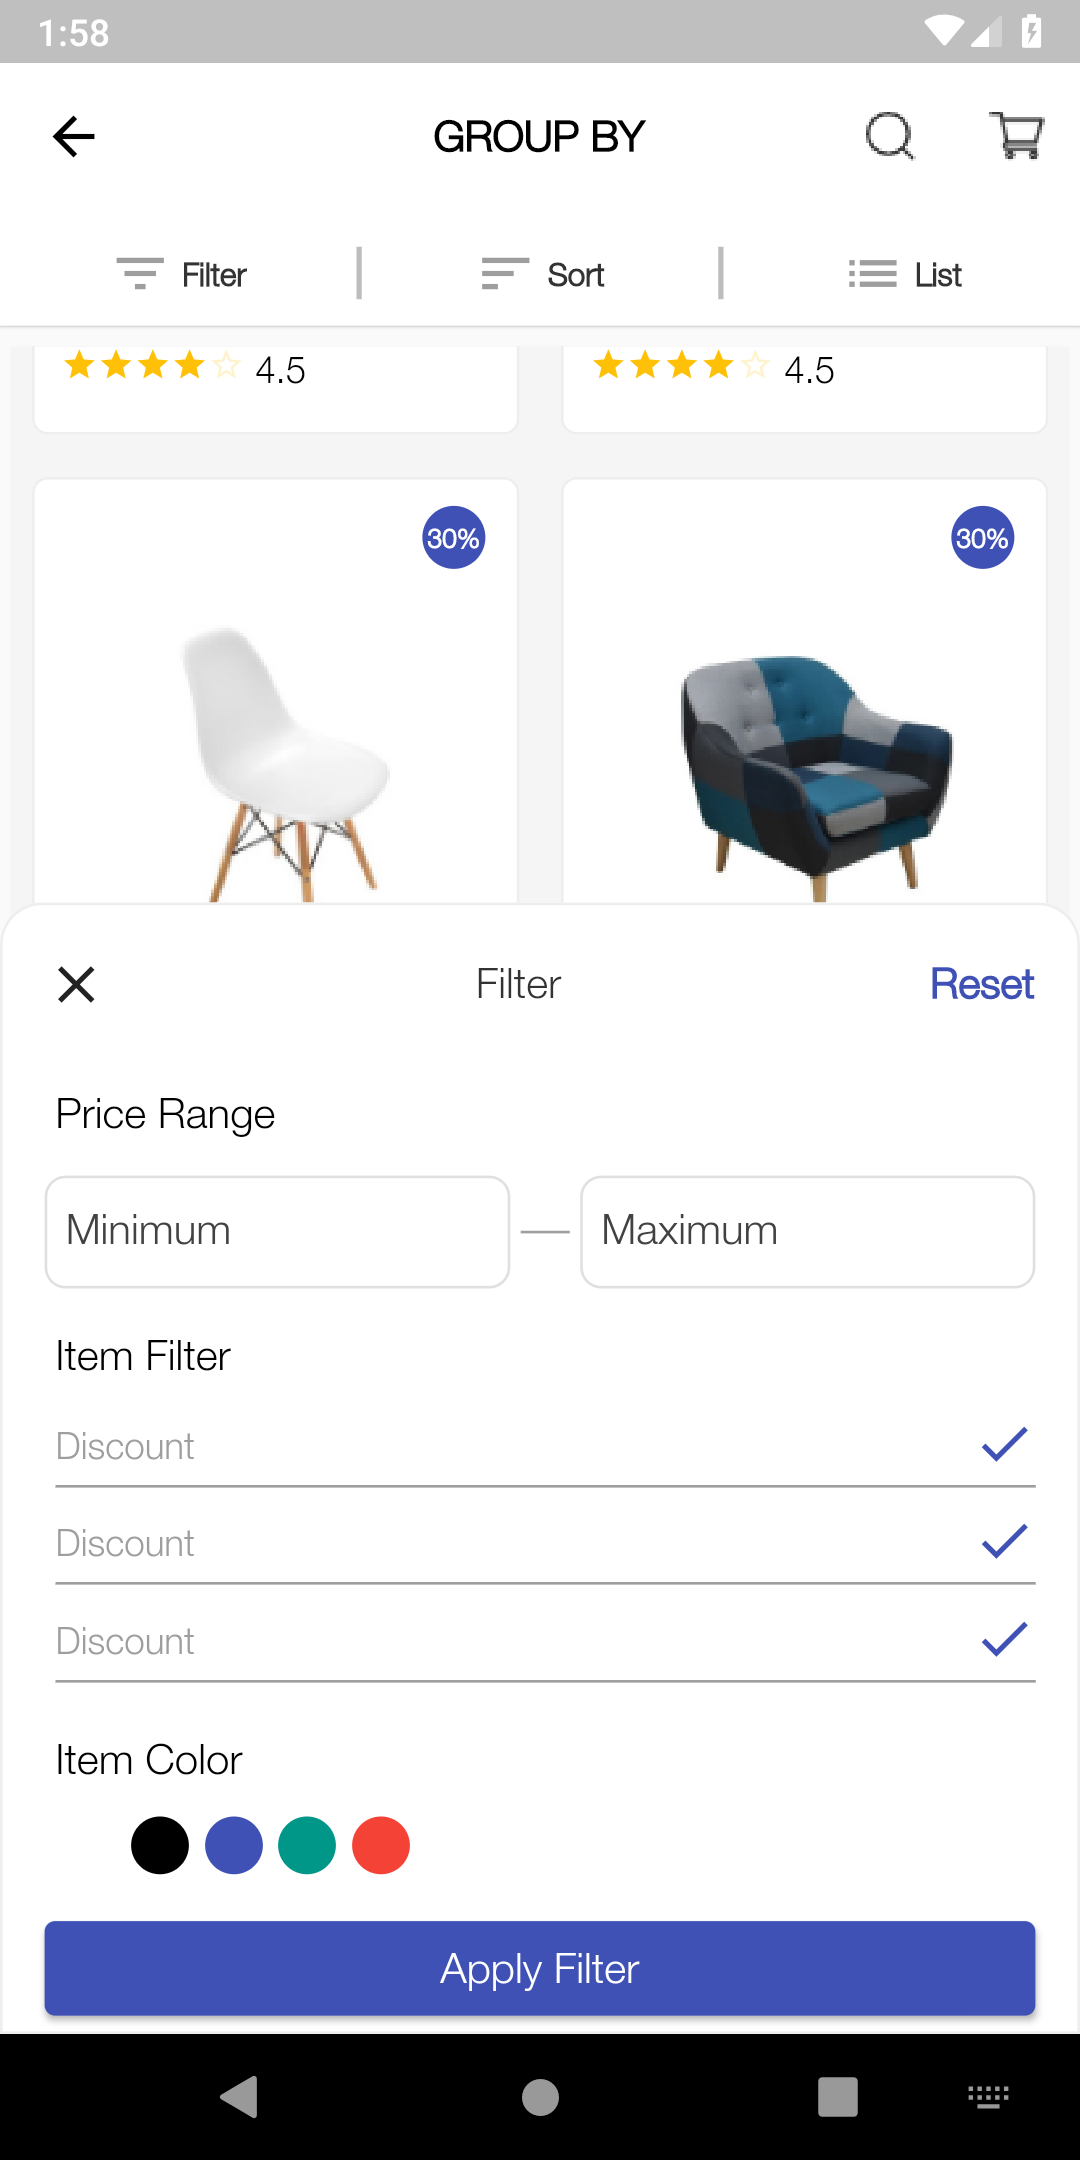 1:58
GROUP BY
Filter
Sort
List
4.5
4.5
30%
30%
Filter
Reset
Price Range
Minimum
Maximum
Item Filter
Discount
Discount
Discount
Item Color
Apply Filter